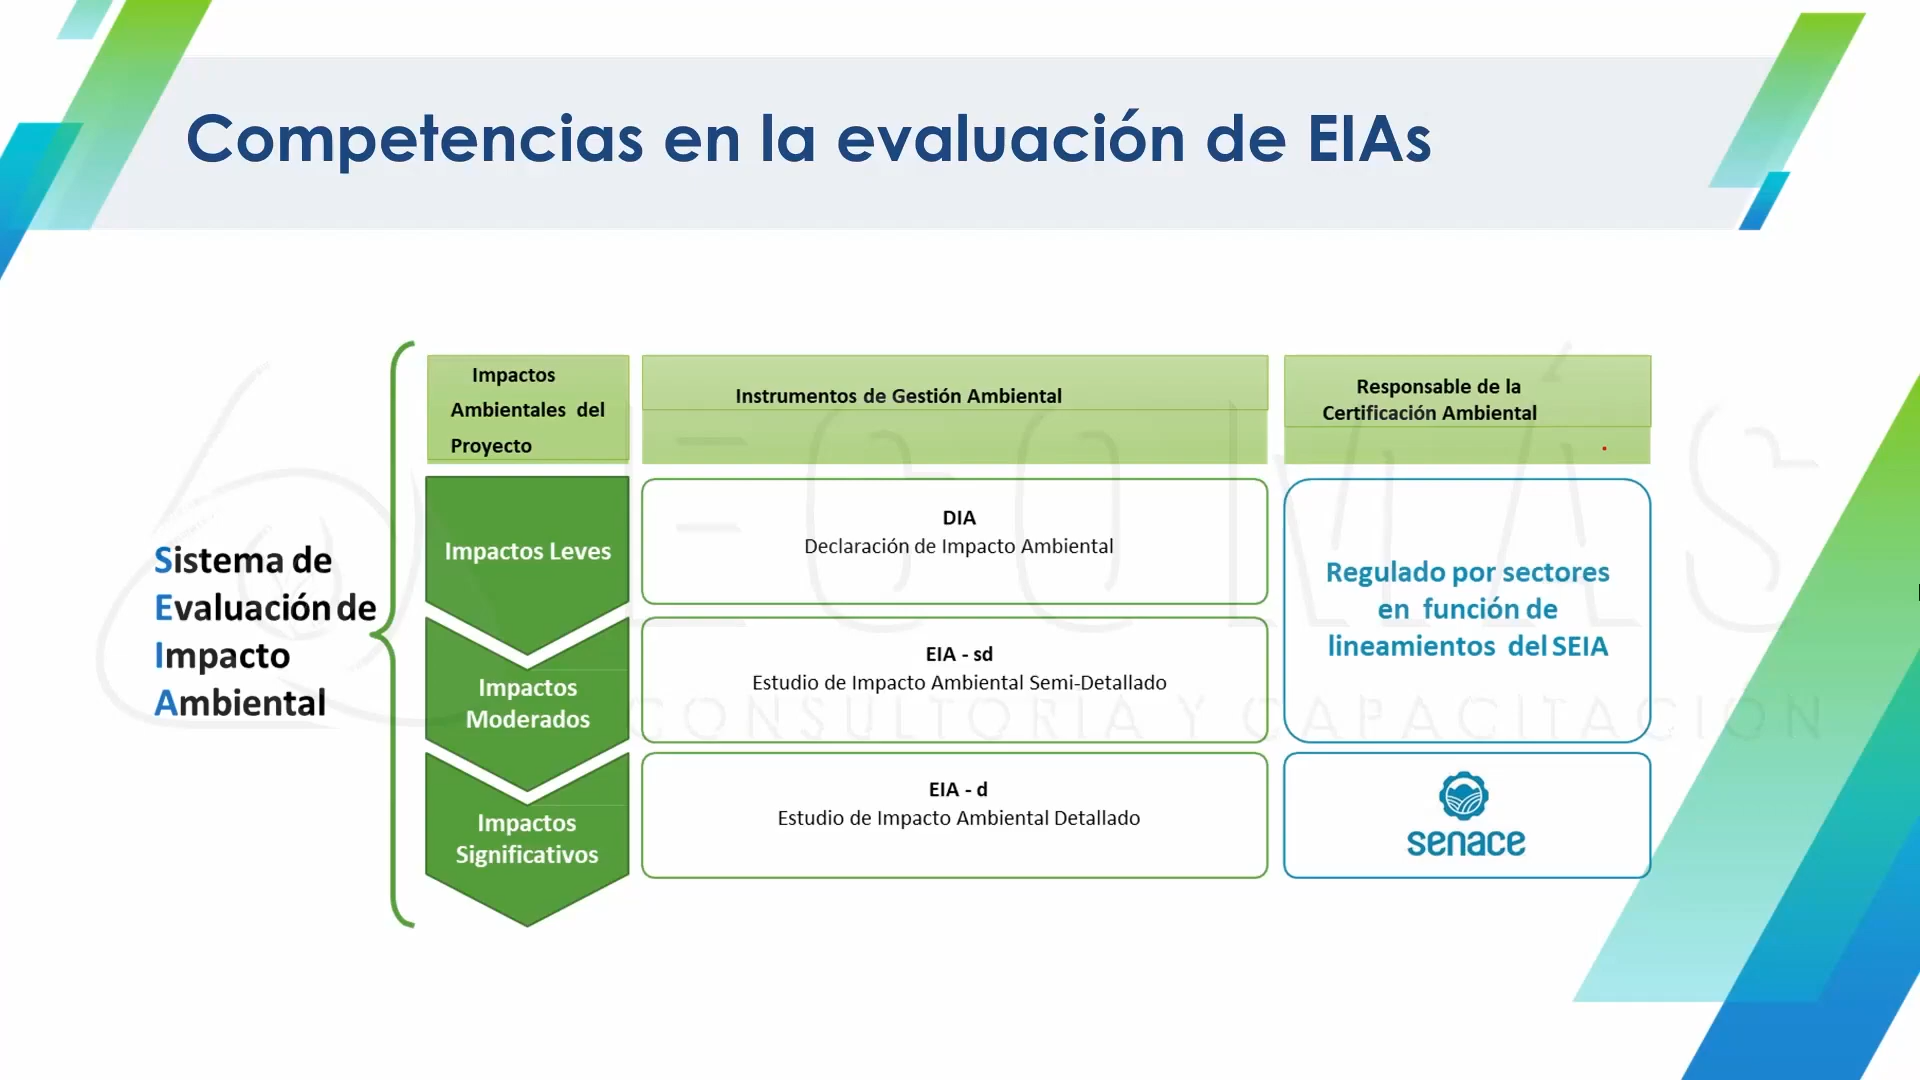 Competencias en la evaluación de EIAs
Sistema de
Evaluación de
Impacto
Ambiental
Impactos
Ambientales del
Proyecto
Instrumentos de Gestión Ambiental
Responsable de la
Certificación Ambiental
Impactos Leves
DIA
Declaración de Impacto Ambiental
Regulado por sectores
en función de
lineamientos del SEIA
Impactos
Moderados
EIA - sd
Estudio de Impacto Ambiental Semi-Detallado
Impactos
Significativos
EIA - d
Estudio de Impacto Ambiental Detallado
senace
ECOMÁS
CONSULTORIA Y CAPACITACIÓN